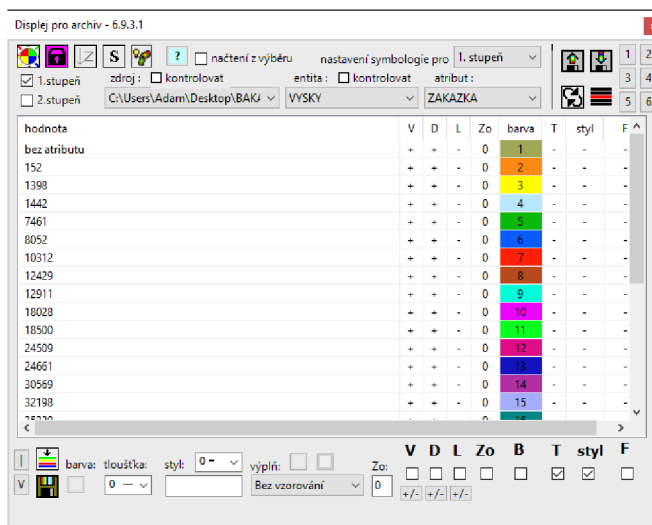 Displej pro archiv - 6.9.3.1
S ? načtení z výběru nastavení symbologie pro 1. stupeň 1 2
1.stupeň zdroj : kontrolovat entita : kontrolovat atribut : 3 4
2.stupeň C:\Users\Adam\Desktop\BAK VYSKY ZAKAZKA 5 6
hodnota V D L Zo barva T styl F
bez atributu + + - 0 1 - - -
152 + + - 0 2 - - -
1398 + + - 0 3 - - -
1442 + + - 0 4 - - -
7461 + + - 0 5 - - -
8052 + + - 0 6 - - -
10312 + + - 0 7 - - -
12429 + + - 0 8 - - -
12911 + + - 0 9 - - -
18028 + + - 0 10 - - -
18500 + + - 0 11 - - -
24509 + + - 0 12 - - -
24661 + + - 0 13 - - -
30569 + + - 0 14 - - -
32198 + + - 0 15 - - -
V D L Zo B T styl F
barva: tloušťka: styl: 0 - výplň: Zo:
V 0 Bez vzorování 0 +/- +/- +/-